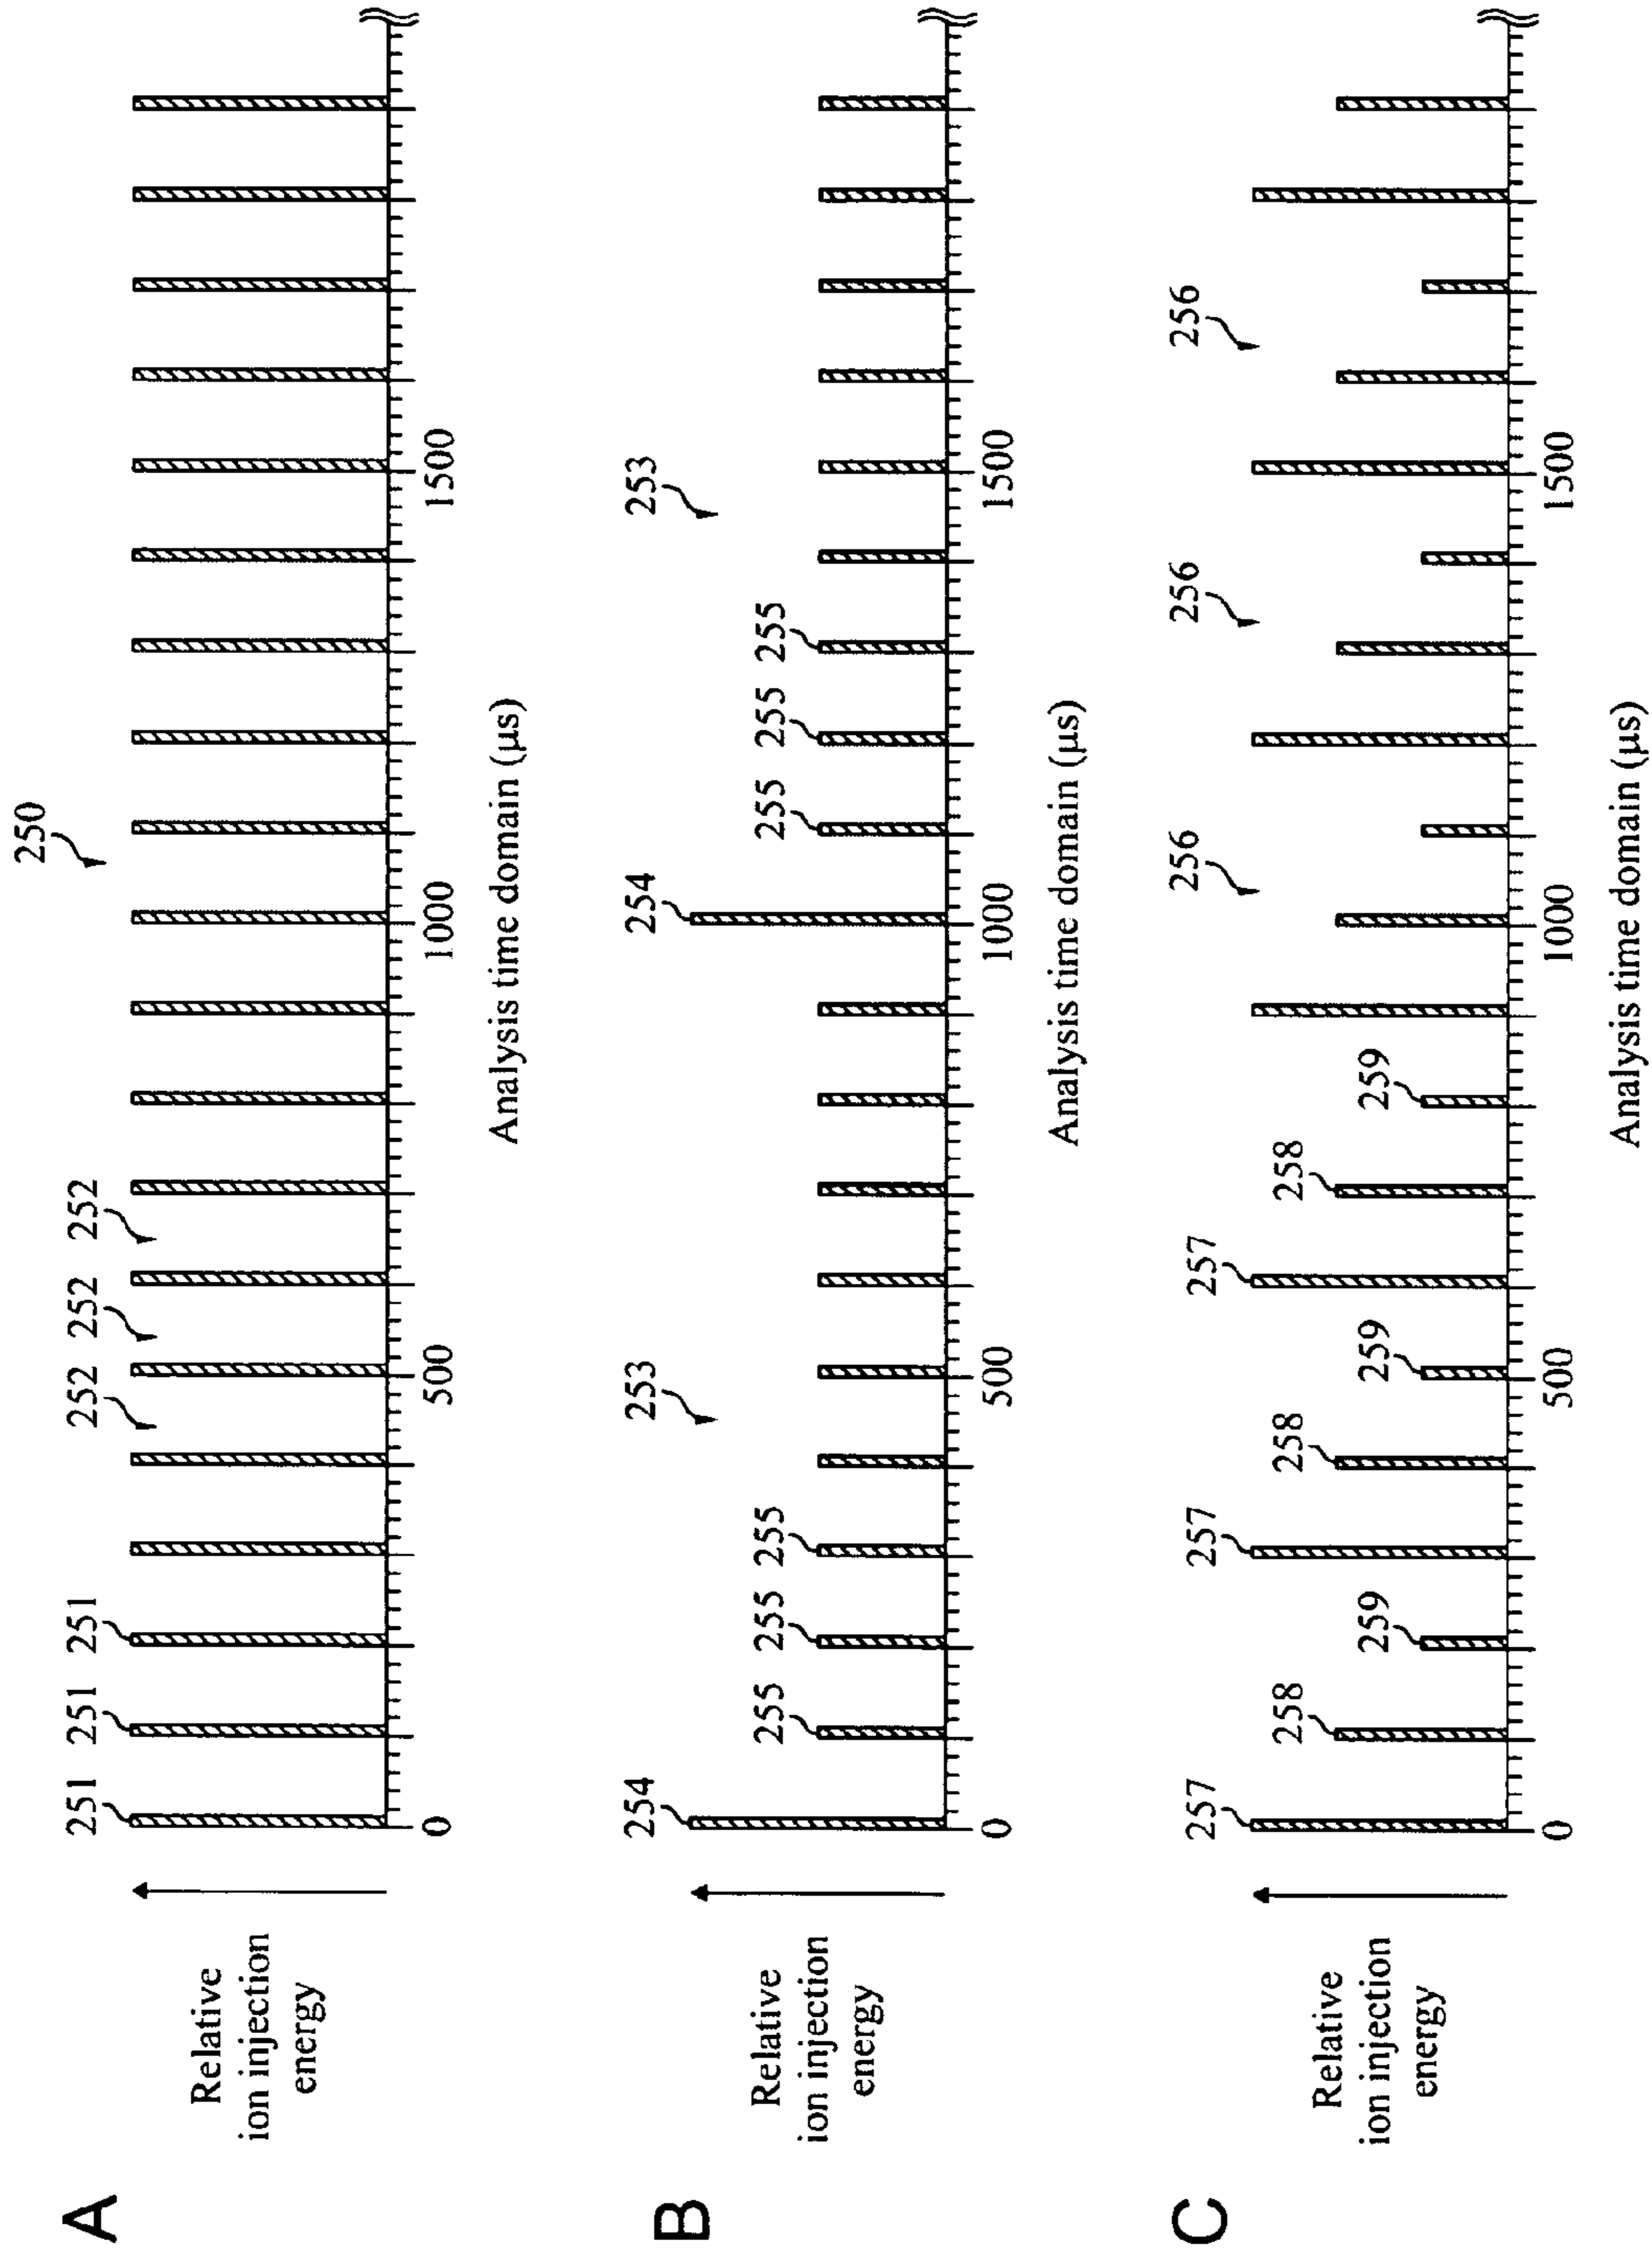 A
250
251
251
251
252
252
252
Relative
ion injection
energy
0
500
1000
1500
Analysis time domain (µs)
B
253
253
254
254
255
255
255
255
255
255
Relative
ion injection
energy
0
500
1000
1500
Analysis time domain (µs)
C
256
256
256
257
257
257
258
258
258
259
259
259
Relative
ion injection
energy
0
500
1000
1500
Analysis time domain (µs)